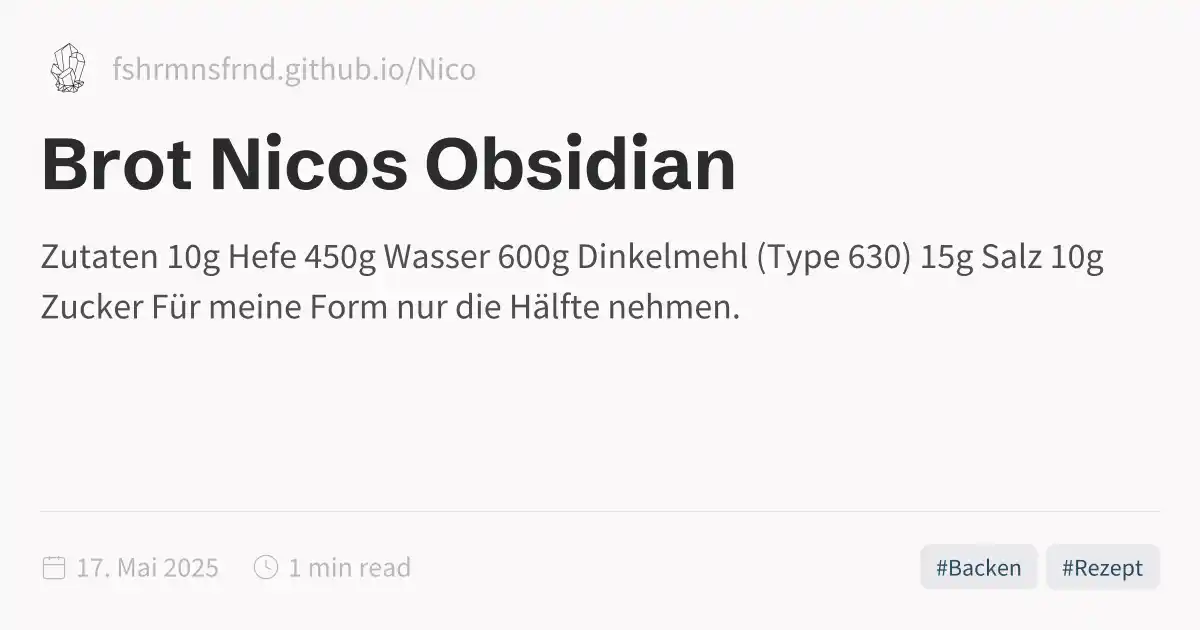 fshrmnsfrnd.github.io/Nico
Brot Nicos Obsidian
Zutaten 10g Hefe 450g Wasser 600g Dinkelmehl (Type 630) 15g Salz 10g
Zucker Für meine Form nur die Hälfte nehmen.
17. Mai 2025 1 min read #Backen #Rezept